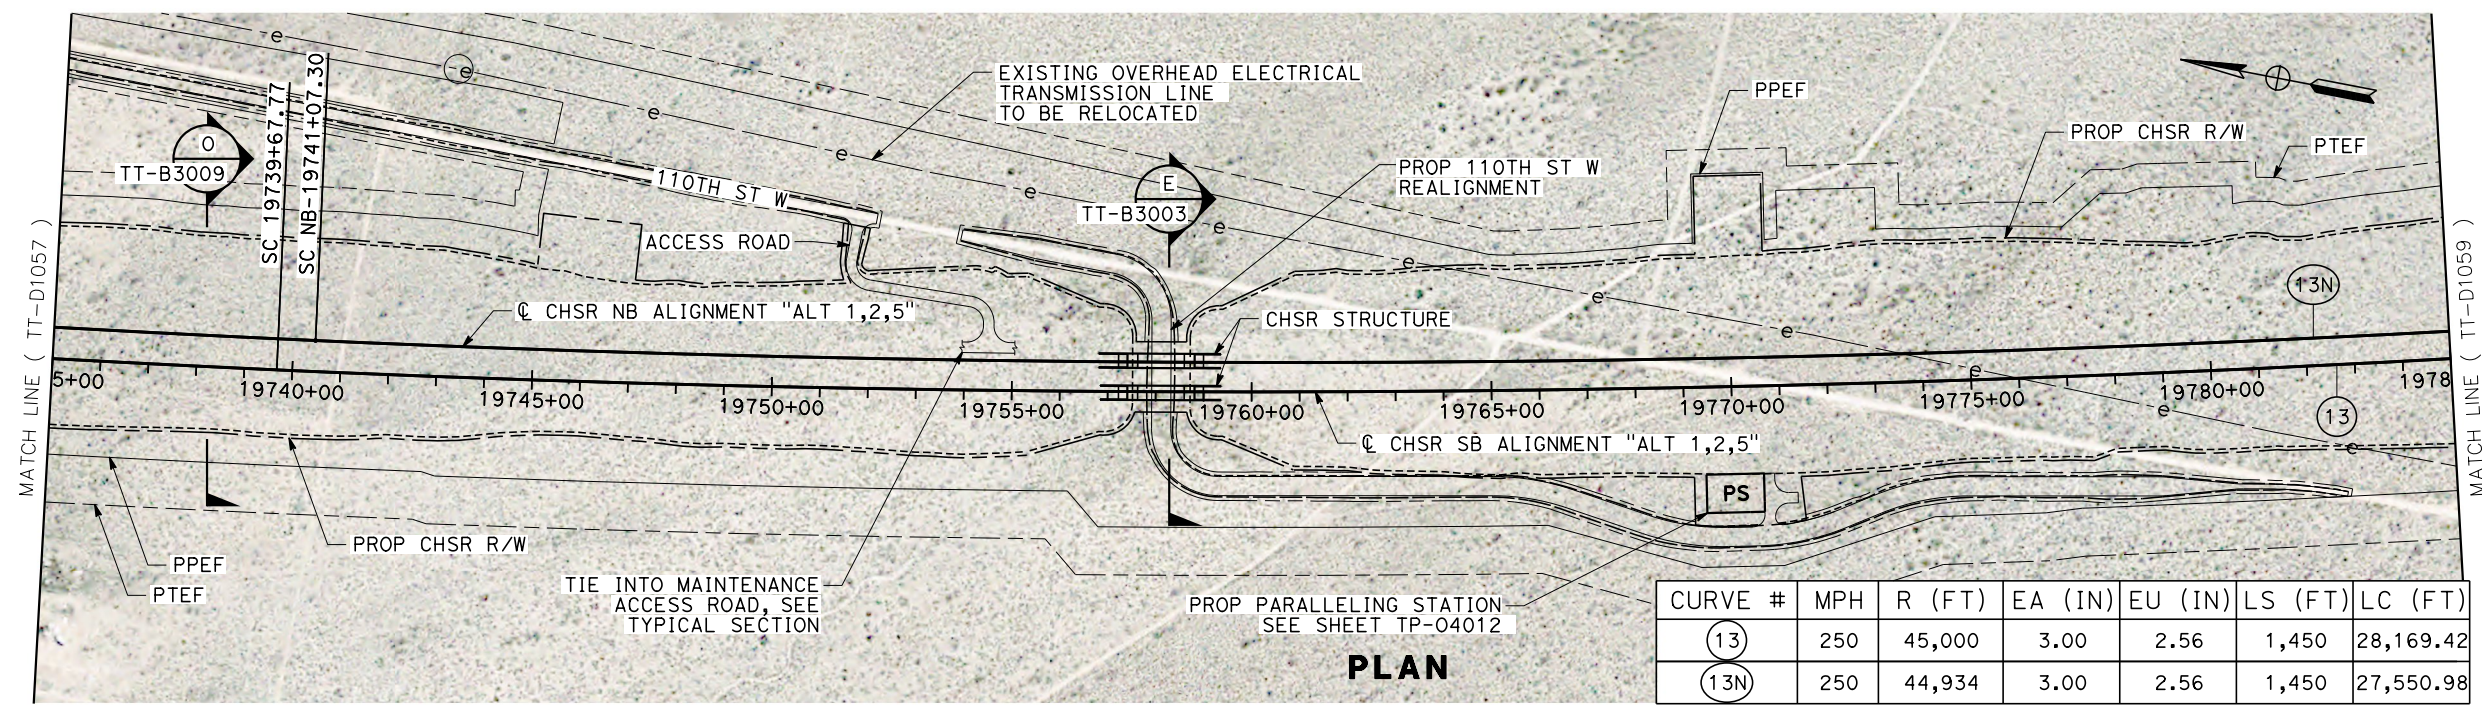 EXISTING OVERHEAD ELECTRICAL
TRANSMISSION LINE
TO BE RELOCATED
PPEF
PROP CHSR R/W
PTEF
O
TT-B3009
SC 19739+67.77
SC NB-19741+07.30
110TH ST W
E
TT-B3003
PROP 110TH ST W
REALIGNMENT
ACCESS ROAD
℄ CHSR NB ALIGNMENT "ALT 1,2,5"
CHSR STRUCTURE
13N
MATCH LINE ( TT-D1057 )
MATCH LINE ( TT-D1059 )
5+00
19740+00
19745+00
19750+00
19755+00
19760+00
19765+00
19770+00
19775+00
19780+00
1978
13
℄ CHSR SB ALIGNMENT "ALT 1,2,5"
PS
PROP CHSR R/W
PPEF
PTEF
TIE INTO MAINTENANCE
ACCESS ROAD, SEE
TYPICAL SECTION
PROP PARALLELING STATION
SEE SHEET TP-04012
PLAN
CURVE # MPH R (FT) EA (IN) EU (IN) LS (FT) LC (FT)
13 250 45,000 3.00 2.56 1,450 28,169.42
13N 250 44,934 3.00 2.56 1,450 27,550.98
e
e
e
e
e
e
e
e
e
e
e
e